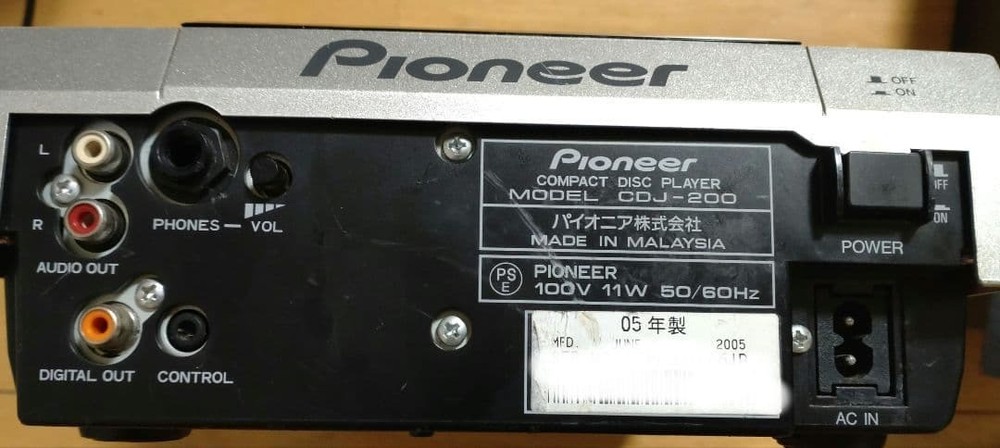 Pioneer
OFF
ON
L
R
AUDIO OUT
PHONES — VOL
DIGITAL OUT
CONTROL
Pioneer
COMPACT DISC PLAYER
MODEL CDJ-200
パイオニア株式会社
MADE IN MALAYSIA
PS
E
PIONEER
100V 11W 50/60Hz
05年製
MFD. JUNE 2005
ON
POWER
AC IN